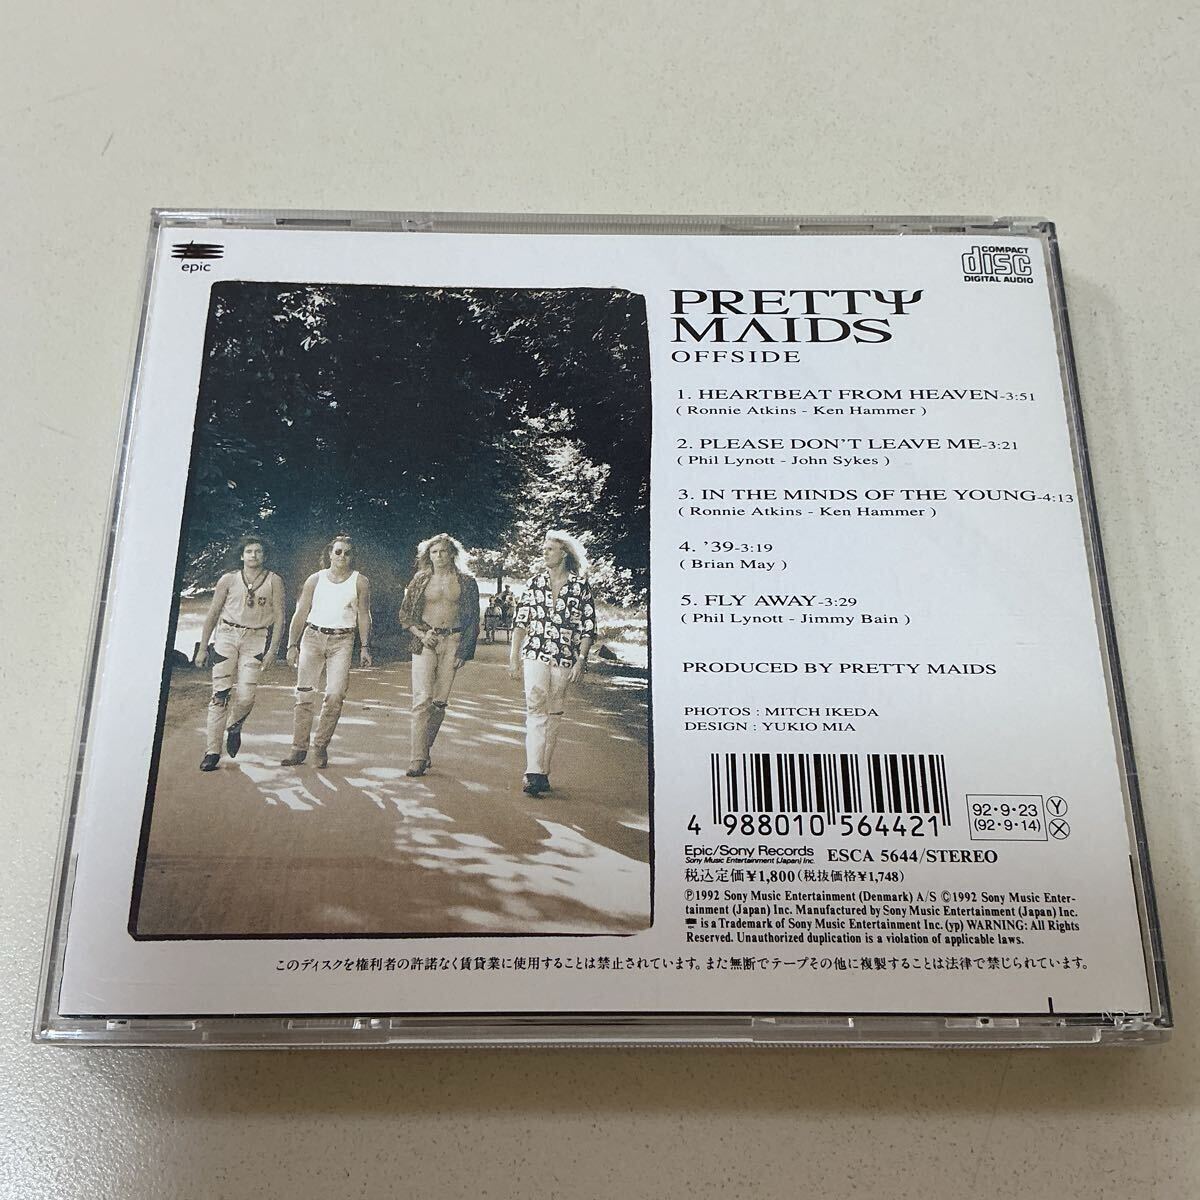 epic
COMPACT
disc
DIGITAL AUDIO
PRETTY
MAIDS
OFFSIDE
1. HEARTBEAT FROM HEAVEN-3:51
( Ronnie Atkins - Ken Hammer )
2. PLEASE DON'T LEAVE ME-3:21
( Phil Lynott - John Sykes )
3. IN THE MINDS OF THE YOUNG-4:13
( Ronnie Atkins - Ken Hammer )
4. '39-3:19
( Brian May )
5. FLY AWAY-3:29
( Phil Lynott - Jimmy Bain )
PRODUCED BY PRETTY MAIDS
PHOTOS : MITCH IKEDA
DESIGN : YUKIO MIA
4 988010 564421
92・9・23 Y
(92・9・14) X
Epic/Sony Records
Sony Music Entertainment (Japan) Inc.
ESCA 5644/STEREO
税込定価¥1,800(税抜価格¥1,748)
℗1992 Sony Music Entertainment (Denmark) A/S ©1992 Sony Music Enter-
tainment (Japan) Inc. Manufactured by Sony Music Entertainment (Japan) Inc.
is a Trademark of Sony Music Entertainment Inc. (yp) WARNING: All Rights
Reserved. Unauthorized duplication is a violation of applicable laws.
このディスクを権利者の許諾なく賃貸業に使用することは禁止されています。また無断でテープその他に複製することは法律で禁じられています。